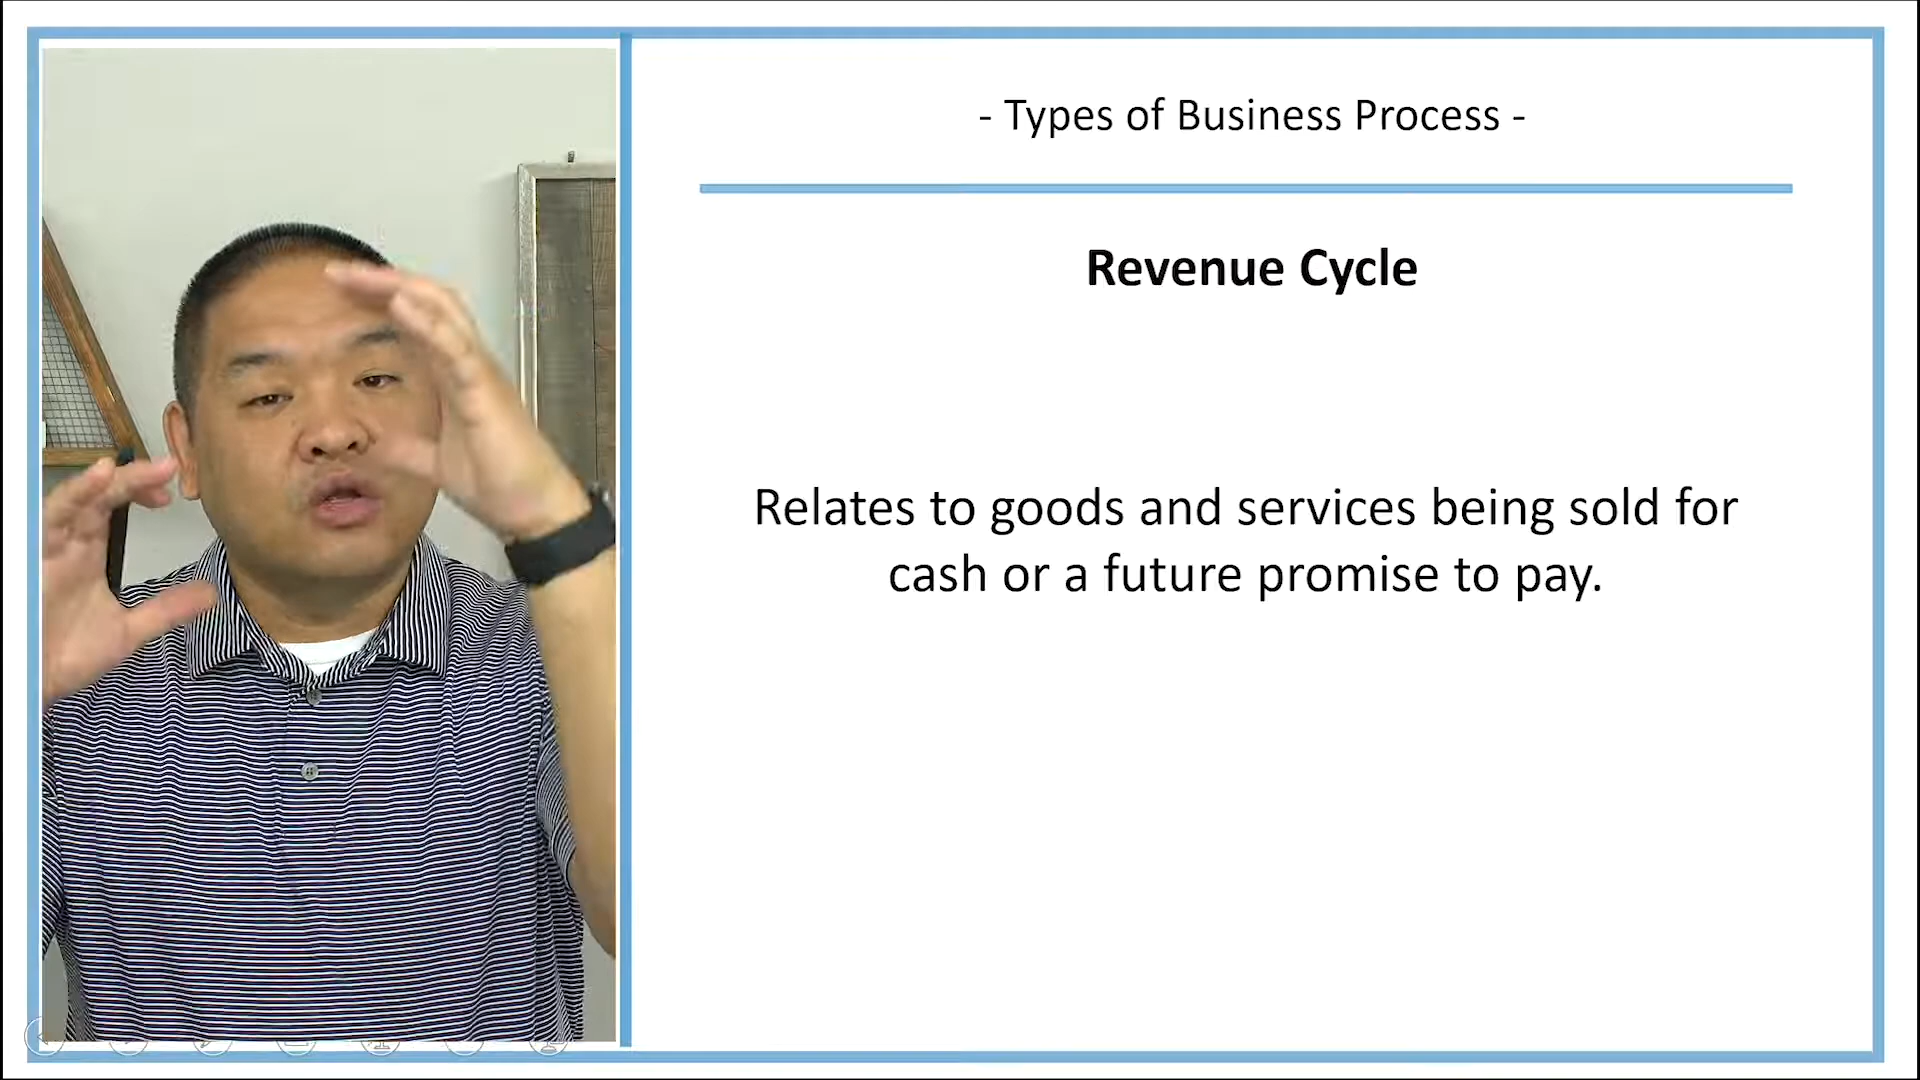 - Types of Business Process -
Revenue Cycle
Relates to goods and services being sold for
cash or a future promise to pay.